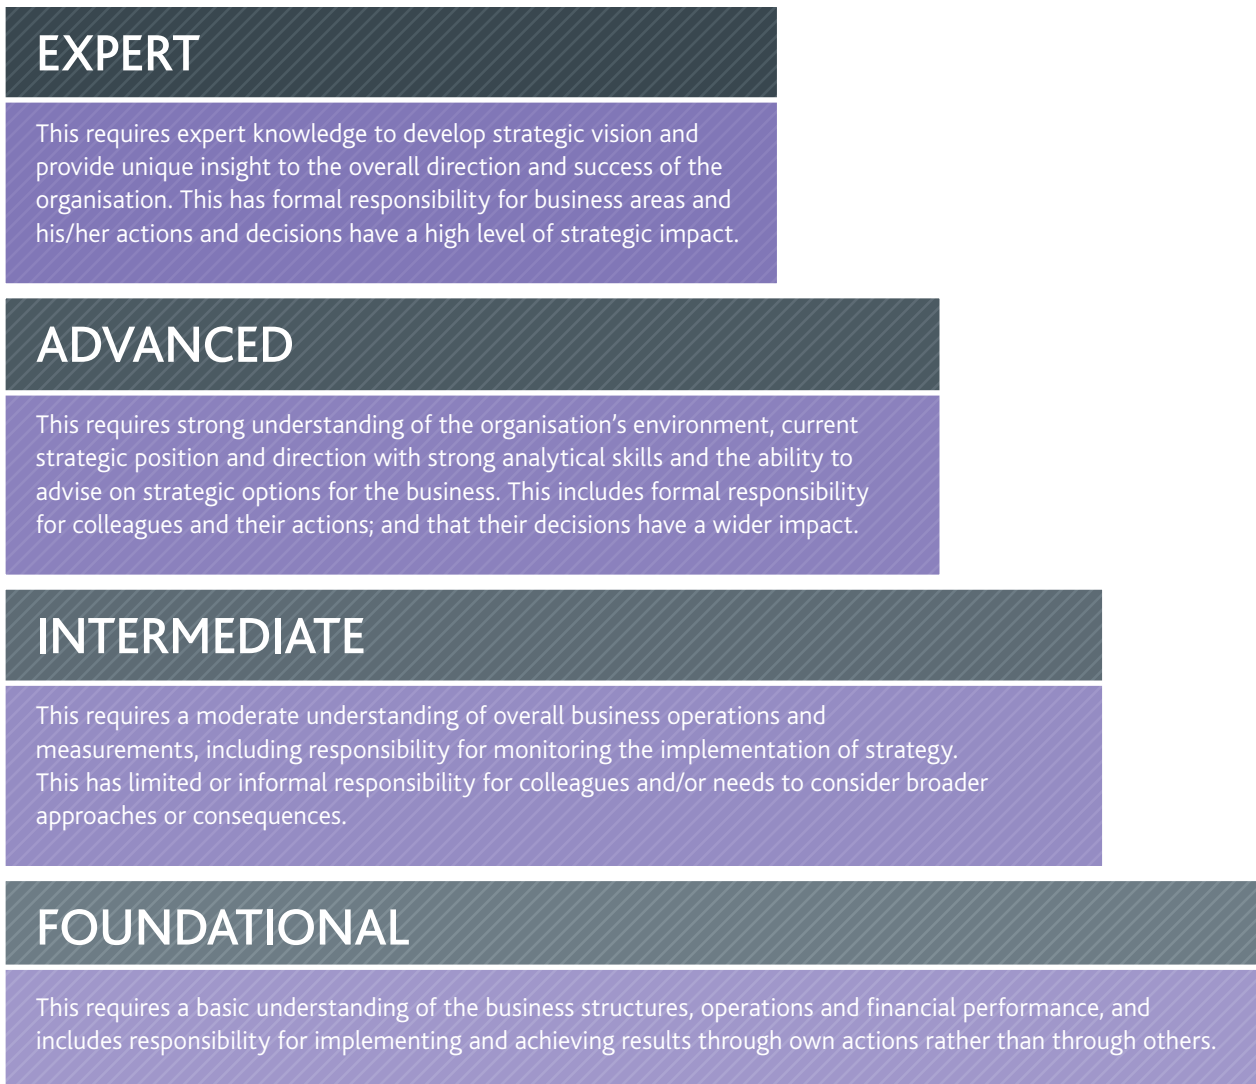 EXPERT
This requires expert knowledge to develop strategic vision and
provide unique insight to the overall direction and success of the
organisation. This has formal responsibility for business areas and
his/her actions and decisions have a high level of strategic impact.
ADVANCED
This requires strong understanding of the organisation’s environment, current
strategic position and direction with strong analytical skills and the ability to
advise on strategic options for the business. This includes formal responsibility
for colleagues and their actions; and that their decisions have a wider impact.
INTERMEDIATE
This requires a moderate understanding of overall business operations and
measurements, including responsibility for monitoring the implementation of strategy.
This has limited or informal responsibility for colleagues and/or needs to consider broader
approaches or consequences.
FOUNDATIONAL
This requires a basic understanding of the business structures, operations and financial performance, and
includes responsibility for implementing and achieving results through own actions rather than through others.